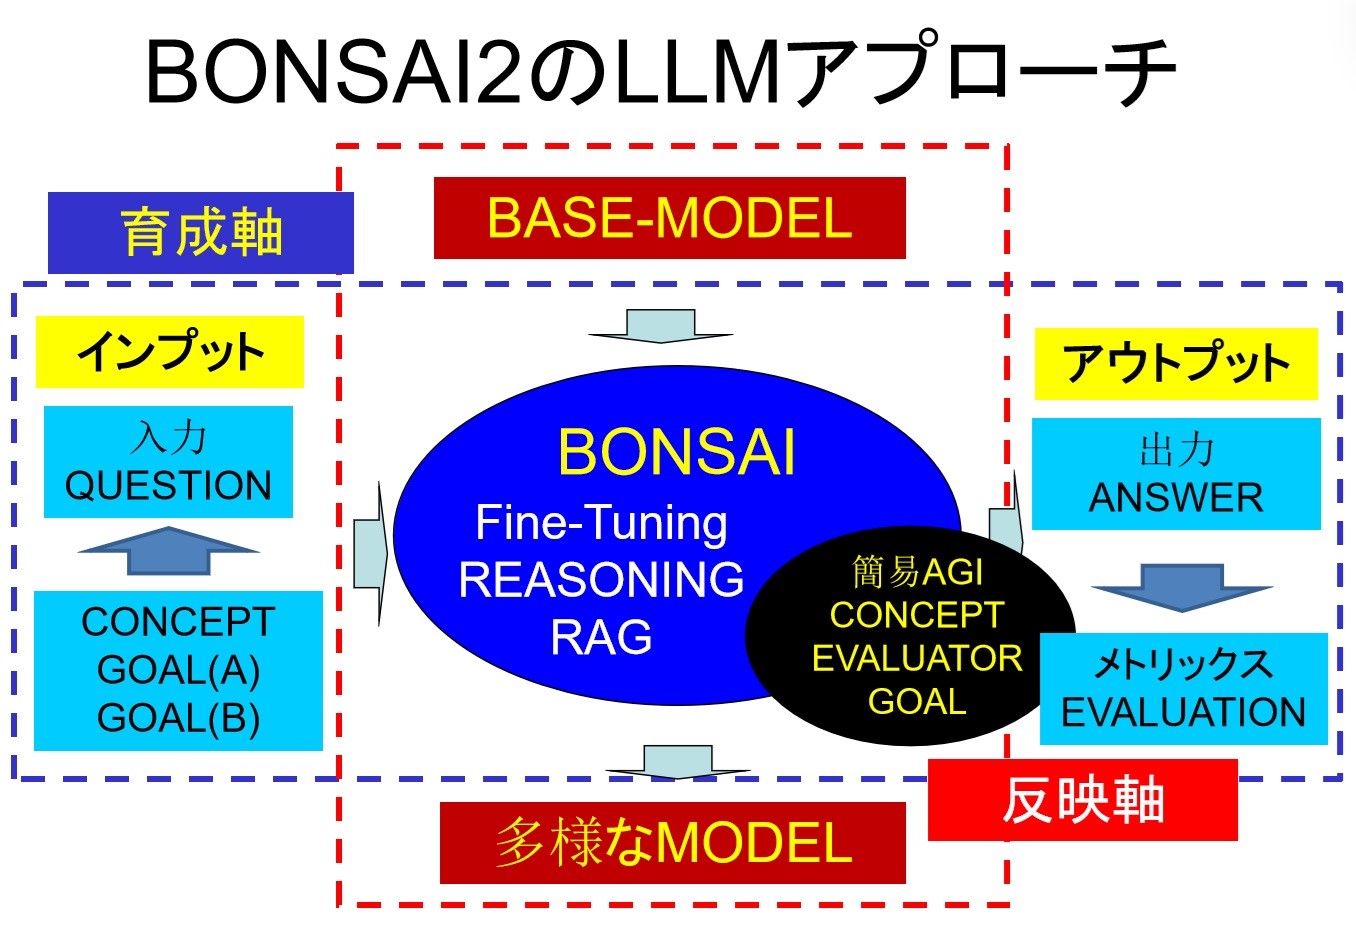 BONSAI2のLLMアプローチ
育成軸
BASE-MODEL
インプット
入力
QUESTION
CONCEPT
GOAL(A)
GOAL(B)
BONSAI
Fine-Tuning
REASONING
RAG
簡易AGI
CONCEPT
EVALUATOR
GOAL
アウトプット
出力
ANSWER
メトリックス
EVALUATION
反映軸
多様なMODEL